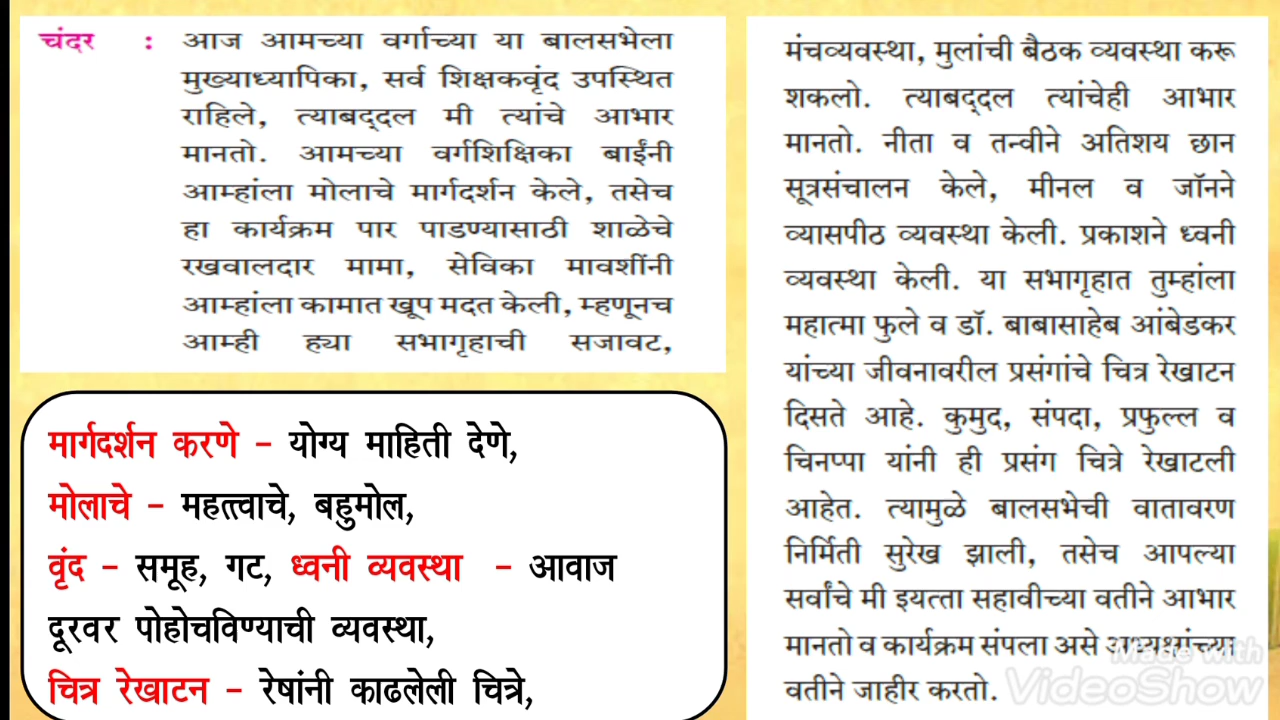 चंदर : आज आमच्या वर्गाच्या या बालसभेला
मुख्याध्यापिका, सर्व शिक्षकवृंद उपस्थित
राहिले, त्याबद्दल मी त्यांचे आभार
मानतो. आमच्या वर्गशिक्षिका बाईंनी
आम्हांला मोलाचे मार्गदर्शन केले, तसेच
हा कार्यक्रम पार पाडण्यासाठी शाळेचे
रखवालदार मामा, सेविका मावशींनी
आम्हांला कामात खूप मदत केली, म्हणूनच
आम्ही ह्या सभागृहाची सजावट,
मंचव्यवस्था, मुलांची बैठक व्यवस्था करू
शकलो. त्याबद्दल त्यांचेही आभार
मानतो. नीता व तन्वीने अतिशय छान
सूत्रसंचालन केले, मीनल व जॉनने
व्यासपीठ व्यवस्था केली. प्रकाशने ध्वनी
व्यवस्था केली. या सभागृहात तुम्हांला
महात्मा फुले व डॉ. बाबासाहेब आंबेडकर
यांच्या जीवनावरील प्रसंगांचे चित्र रेखाटन
दिसते आहे. कुमुद, संपदा, प्रफुल्ल व
चिनप्पा यांनी ही प्रसंग चित्रे रेखाटली
आहेत. त्यामुळे बालसभेची वातावरण
निर्मिती सुरेख झाली, तसेच आपल्या
सर्वांचे मी इयत्ता सहावीच्या वतीने आभार
मानतो व कार्यक्रम संपला असे अध्यक्षांच्या
वतीने जाहीर करतो.
मार्गदर्शन करणे – योग्य माहिती देणे,
मोलाचे – महत्त्वाचे, बहुमोल,
वृंद – समूह, गट, ध्वनी व्यवस्था – आवाज
दूरवर पोहोचविण्याची व्यवस्था,
चित्र रेखाटन – रेषांनी काढलेली चित्रे,
Made with
VideoShow